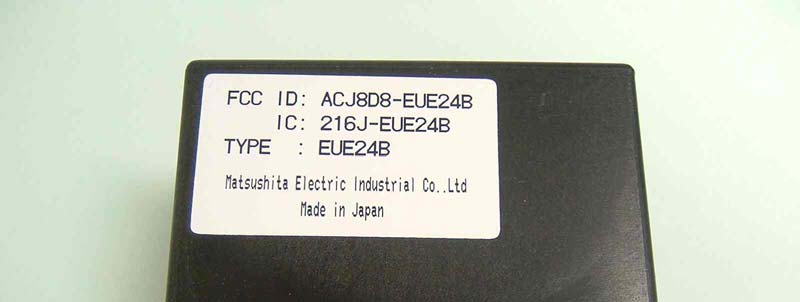 FCC ID: ACJ8D8-EUE24B
IC: 216J-EUE24B
TYPE : EUE24B
Matsushita Electric Industrial Co.,Ltd
Made in Japan